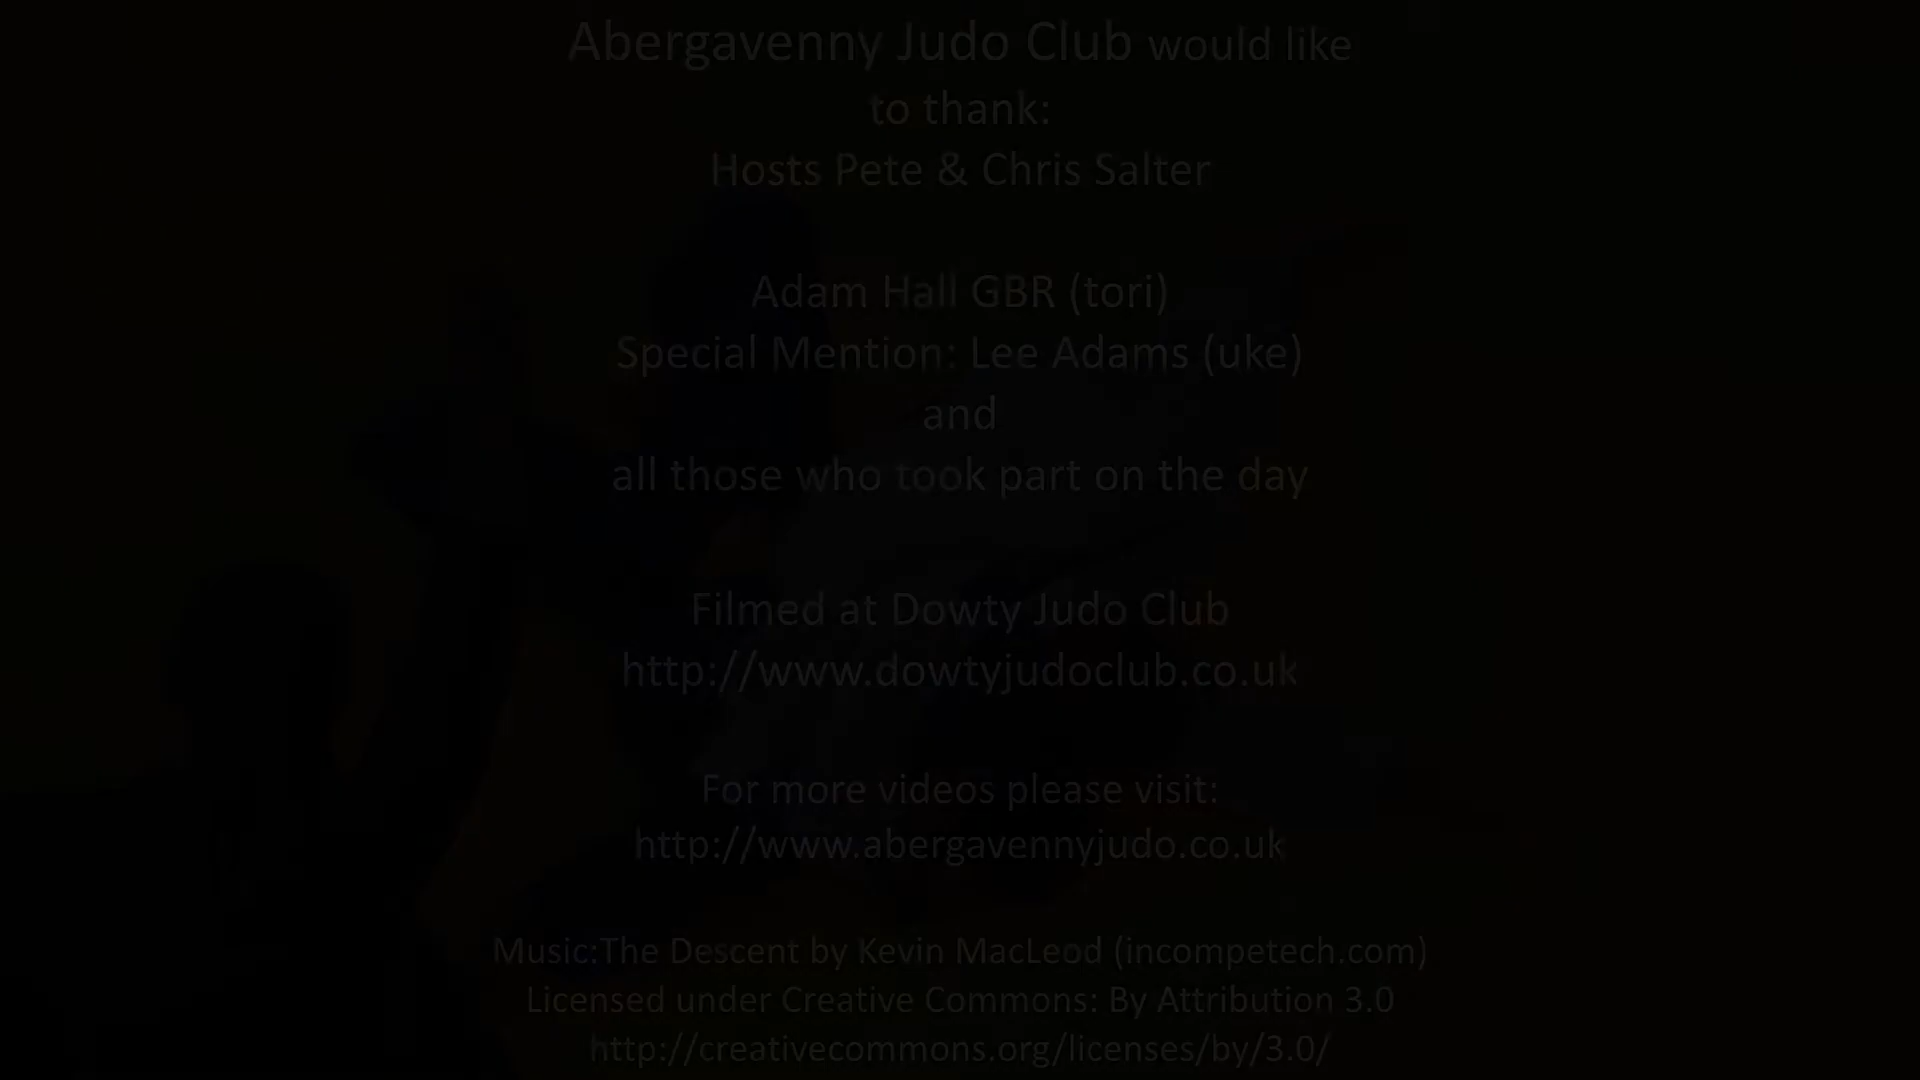 Abergavenny Judo Club would like
to thank:
Hosts Pete & Chris Salter
Adam Hall GBR (tori)
Special Mention: Lee Adams (uke)
and
all those who took part on the day
Filmed at Dowty Judo Club
http://www.dowtyjudoclub.co.uk
For more videos please visit:
http://www.abergavennyjudo.co.uk
Music:The Descent by Kevin MacLeod (incompetech.com)
Licensed under Creative Commons: By Attribution 3.0
http://creativecommons.org/licenses/by/3.0/